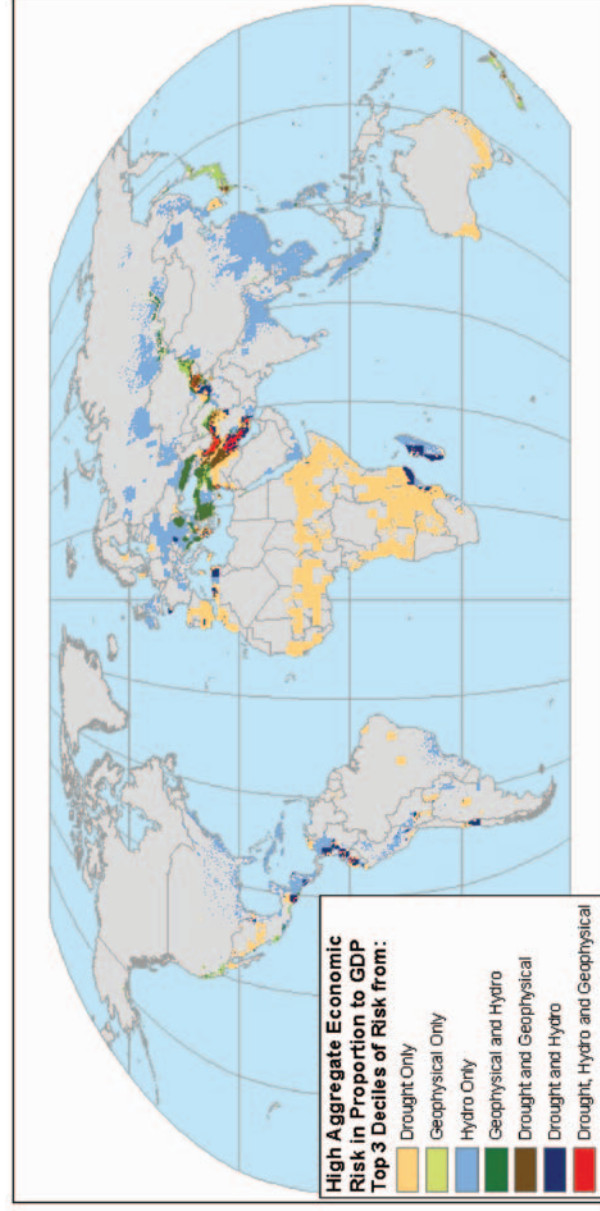 High Aggregate Economic
Risk in Proportion to GDP
Top 3 Deciles of Risk from:
Drought Only
Geophysical Only
Hydro Only
Geophysical and Hydro
Drought and Geophysical
Drought and Hydro
Drought, Hydro and Geophysical